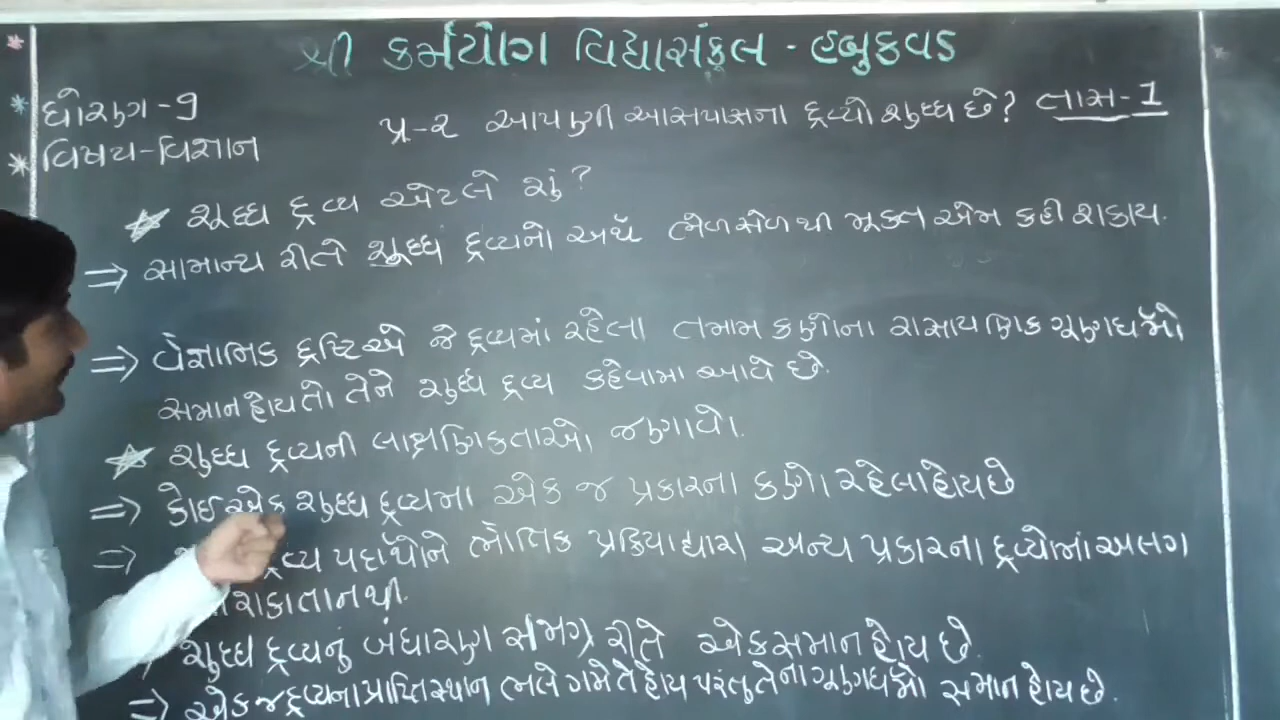 શ્રી કર્મયોગ વિદ્યાસંકુલ - હબુકવડ
ધોરણ - 9
પ્ર-૨ આપણી આસપાસના દ્રવ્યો શુધ્ધ છે? તાસ-1
વિષય-વિજ્ઞાન
શુધ્ધ દ્રવ્ય એટલે શું?
⇒ સામાન્ય રીતે શુધ્ધ દ્રવ્યનો અર્થ ભેળસેળથી મૂક્ત એમ કહી શકાય.
⇒ વૈજ્ઞાનિક દ્રષ્ટિએ જે દ્રવ્યમાં રહેલા તમામ કણોના રાસાયણિક ગુણધર્મો
સમાન હોય તો તેને શુધ્ધ દ્રવ્ય કહેવામા આવે છે.
શુધ્ધ દ્રવ્યની લાક્ષણિકતાઓ જણાવો.
⇒ કોઈ એક શુધ્ધ દ્રવ્યમા એક જ પ્રકારના કણો રહેલા હોય છે
⇒ દ્રવ્ય પદાર્થોને ભૌતિક પ્રક્રિયા દ્વારા અન્ય પ્રકારના દ્રવ્યોમાં અલગ
શકાતા નથી.
શુધ્ધ દ્રવ્યનું બંધારણ સમગ્ર રીતે એકસમાન હોય છે.
⇒ એક જ દ્રવ્યના પ્રાપ્તિસ્થાન ભલે ગમે તે હોય પરંતુ તેના ગુણધર્મો સમાન હોય છે.